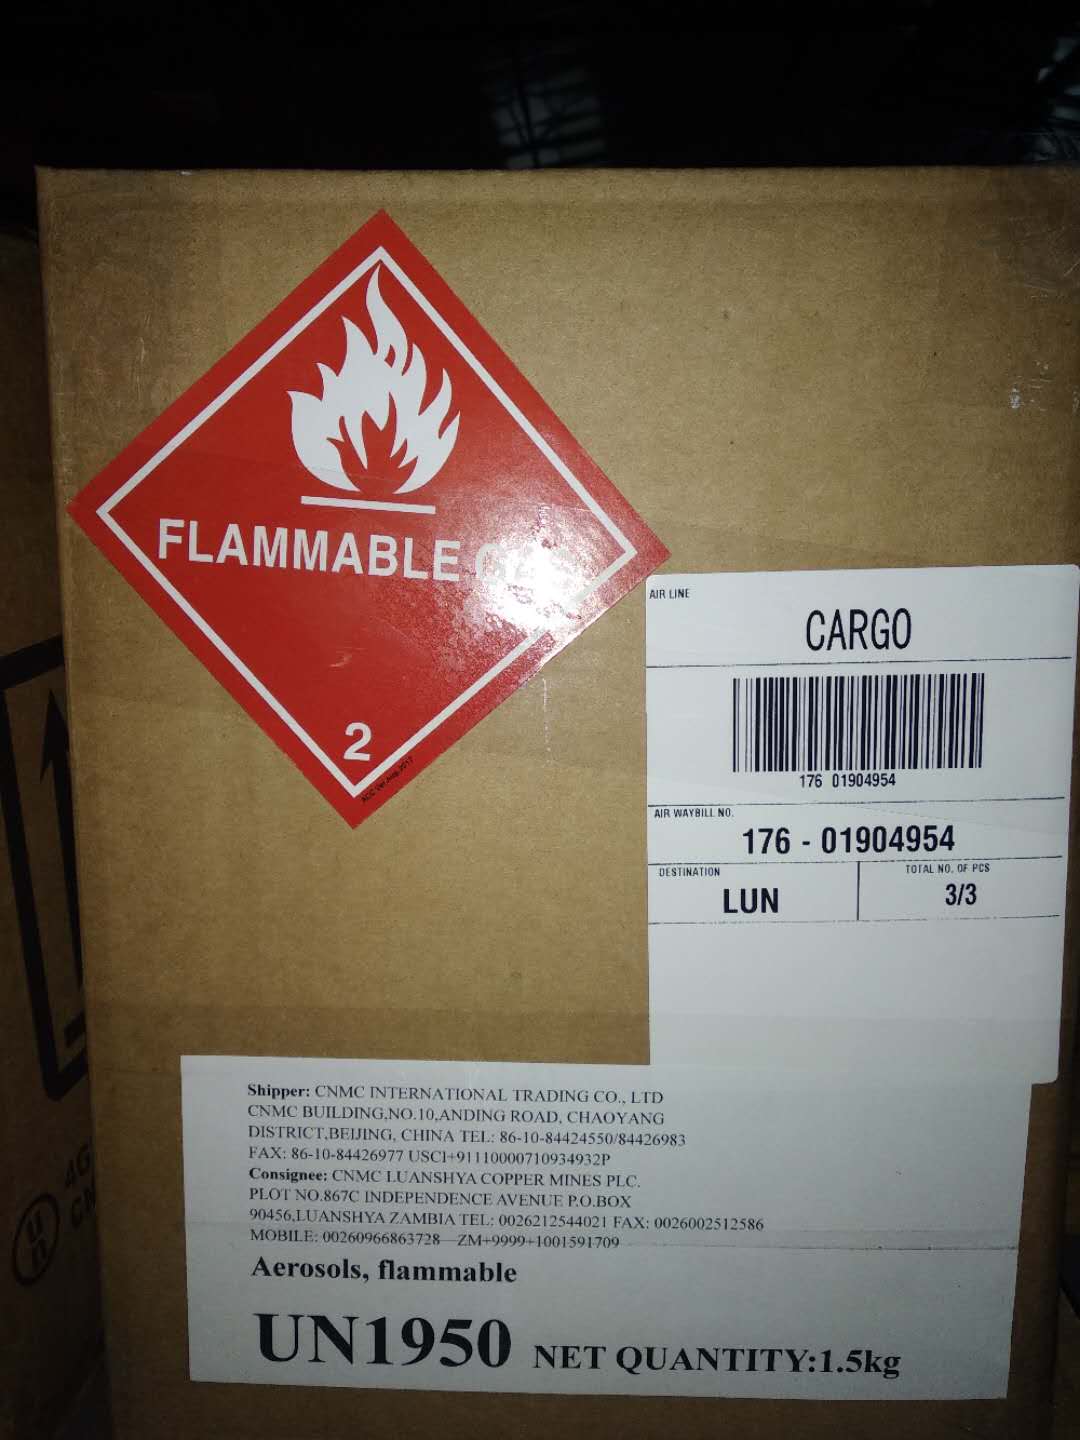 FLAMMABLE GAS
2
AIR LINE
CARGO
176 01904954
AIR WAYBILL NO.
176 - 01904954
DESTINATION
LUN
TOTAL NO. OF PCS
3/3
Shipper: CNMC INTERNATIONAL TRADING CO., LTD
CNMC BUILDING,NO.10,ANDING ROAD, CHAOYANG
DISTRICT,BEIJING, CHINA TEL: 86-10-84424550/84426983
FAX: 86-10-84426977 USCI+91110000710934932P
Consignee: CNMC LUANSHYA COPPER MINES PLC.
PLOT NO.867C INDEPENDENCE AVENUE P.O.BOX
90456,LUANSHYA ZAMBIA TEL: 0026212544021 FAX: 0026002512586
MOBILE: 00260966863728—ZM+9999+1001591709
Aerosols, flammable
UN1950 NET QUANTITY:1.5kg
4G
un